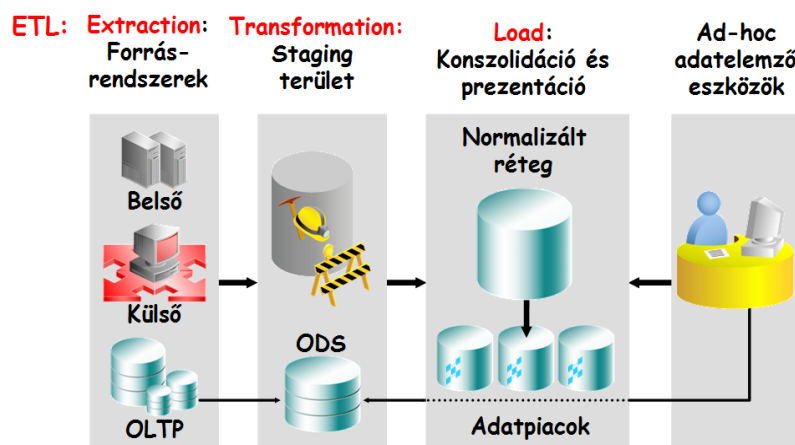 ETL:
Extraction:
Forrás-
rendszerek
Transformation:
Staging
terület
Load:
Konszolidáció és
prezentáció
Ad-hoc
adatelemző
eszközök
Belső
Külső
OLTP
ODS
Normalizált
réteg
Adatpiacok